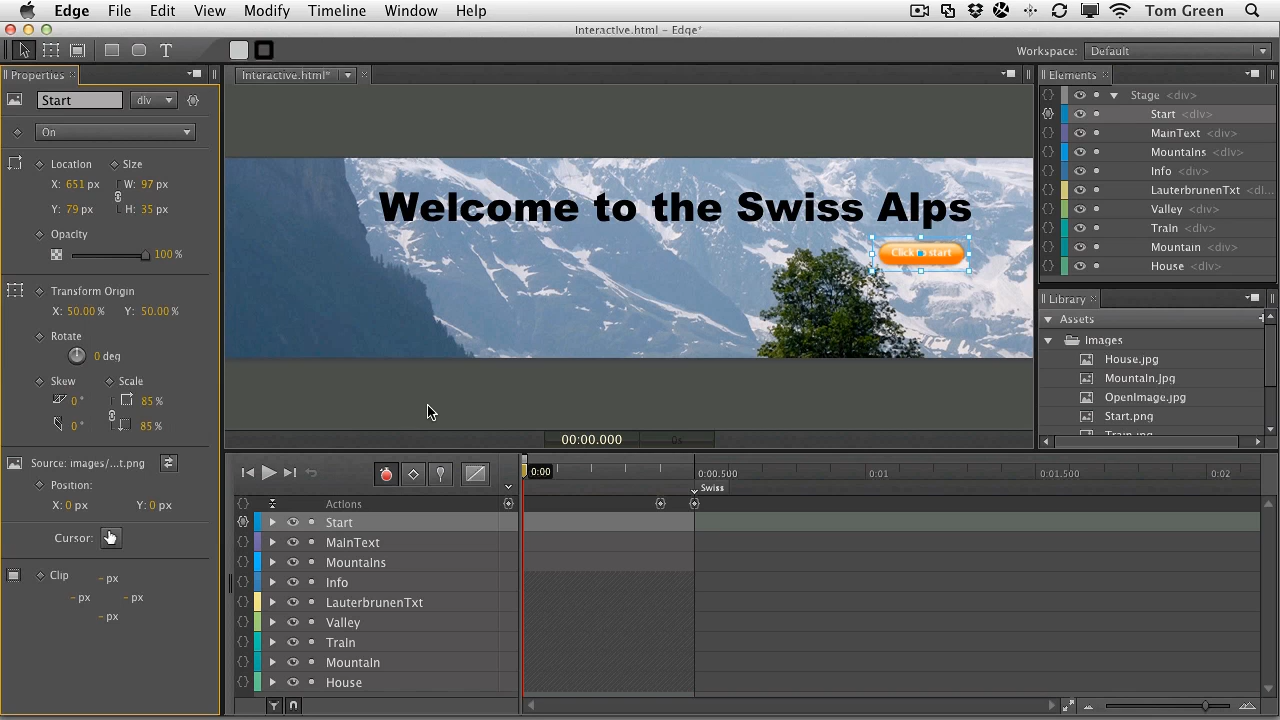 Edge File Edit View Modify Timeline Window Help Tom Green
Interactive.html – Edge*
Workspace: Default
Properties
Interactive.html*
Elements
Start div
On
Location Size
X: 651 px W: 97 px
Y: 79 px H: 35 px
Opacity
100 %
Transform Origin
X: 50.00 % Y: 50.00 %
Rotate
0 deg
Skew Scale
0 ° 85 %
0 ° 85 %
Source: images/...t.png
Position:
X: 0 px Y: 0 px
Cursor:
Clip
– px
– px – px
– px
Welcome to the Swiss Alps
Click to start
00:00.000 0s
Stage <div>
Start <div>
MainText <div>
Mountains <div>
Info <div>
LauterbrunenTxt <di...
Valley <div>
Train <div>
Mountain <div>
House <div>
Library
Assets
Images
House.jpg
Mountain.jpg
OpenImage.jpg
Start.png
Train.jpg
0:00 0:00.500 0:01 0:01.500 0:02
Swiss
Actions
Start
MainText
Mountains
Info
LauterbrunenTxt
Valley
Train
Mountain
House